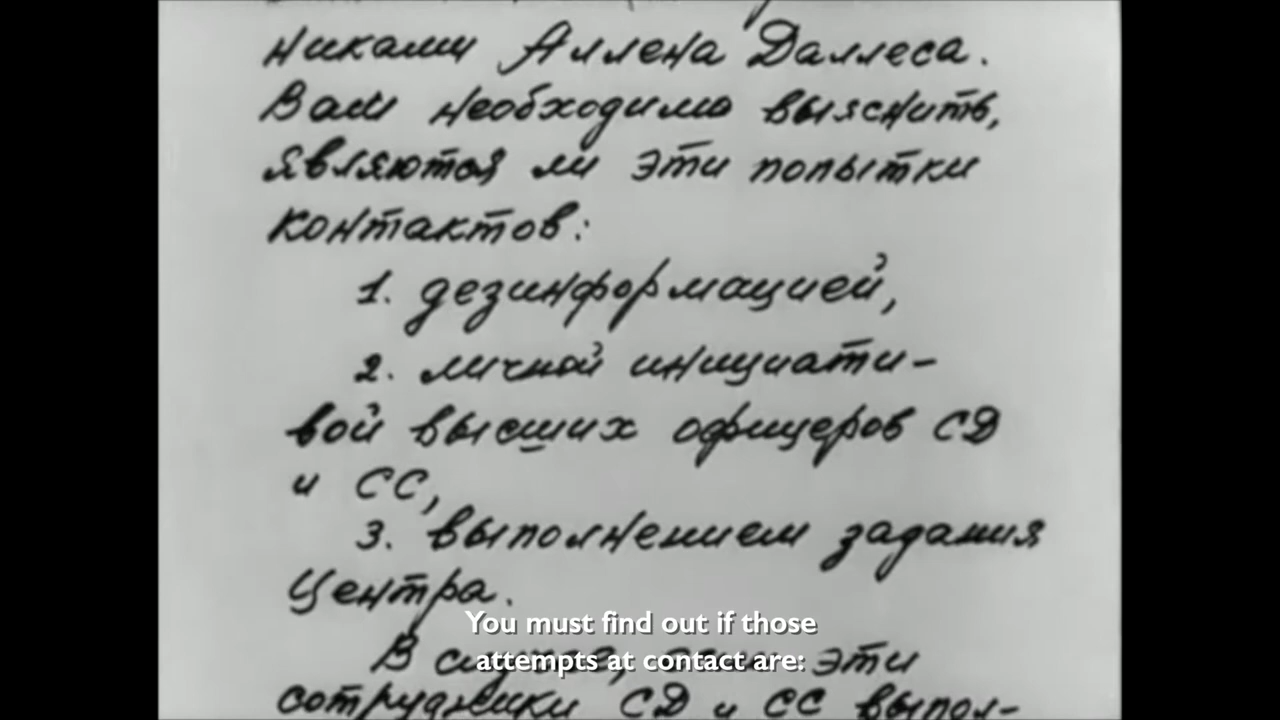 никами Аллена Даллеса.
Вам необходимо выяснить,
являются ли эти попытки
контактов:
1. дезинформацией,
2. личной инициати-
вой высших офицеров СД
и СС,
3. выполнением задания
Центра.
You must find out if those
attempts at contact are:
В случае, если эти
сотрудники СД и СС выпол-